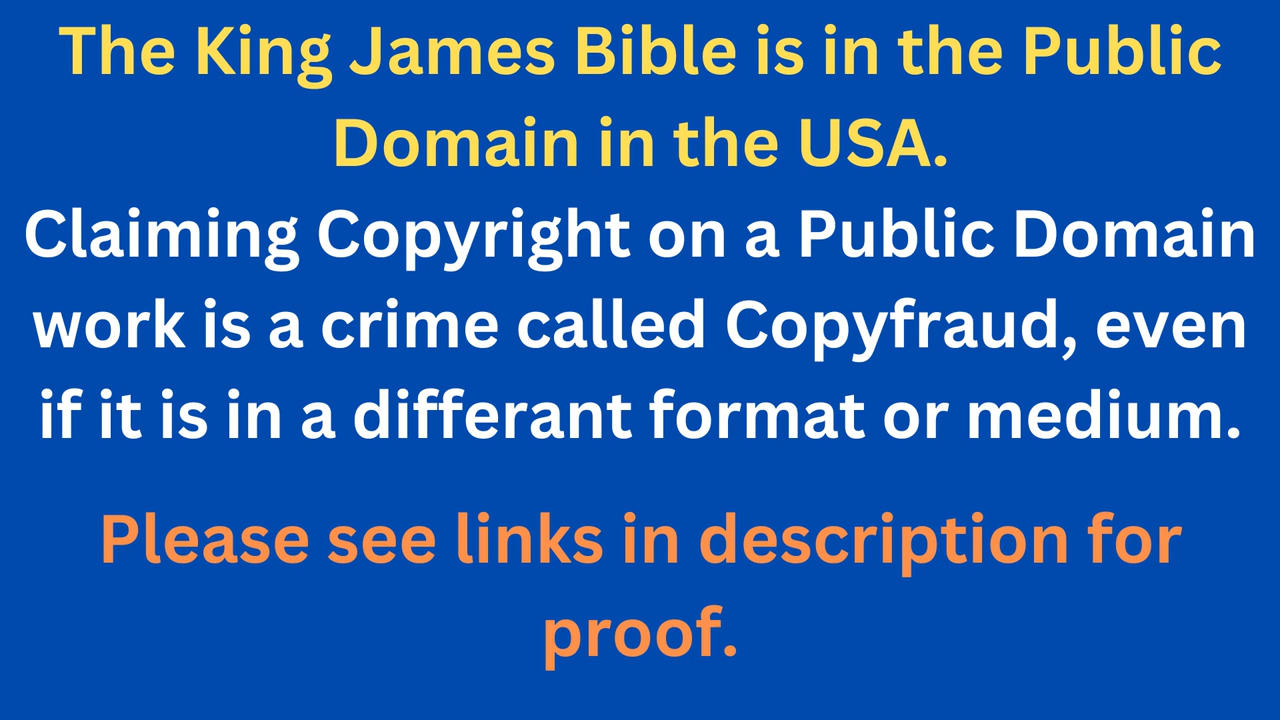 The King James Bible is in the Public
Domain in the USA.
Claiming Copyright on a Public Domain
work is a crime called Copyfraud, even
if it is in a differant format or medium.
Please see links in description for
proof.